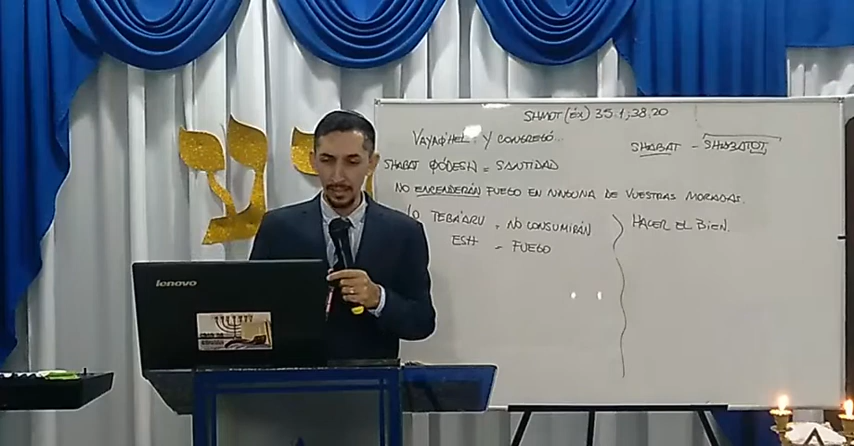 SHMOT (ÉX) 35.1;38.20
VAYAQ'HEL: Y CONGREGÓ...
SHABAT - SHABATOT
SHABAT QÓDESH = SANTIDAD
NO ENCENDERÁN FUEGO EN NINGUNA DE VUESTRAS MORADAS.
LO TEBA'ARU = NO CONSUMIRÁN
HACER EL BIEN.
ESH = FUEGO
ע
lenovo